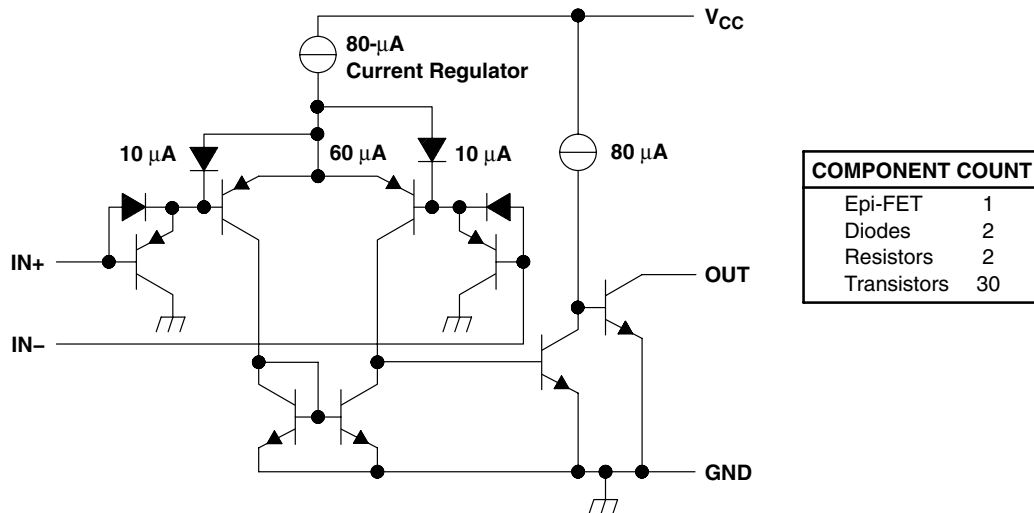 V_CC
80-μA
Current Regulator
10 μA
60 μA
10 μA
80 μA
IN+
OUT
IN−
GND
COMPONENT COUNT
Epi-FET 1
Diodes 2
Resistors 2
Transistors 30